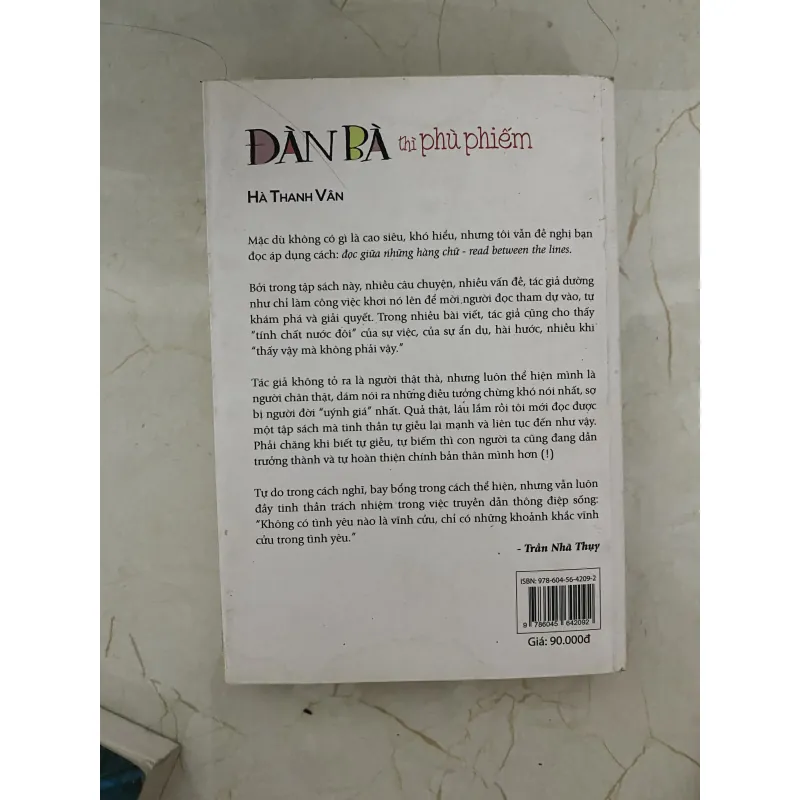 ĐÀN BÀ thì phù phiếm
HÀ THANH VÂN
Mặc dù không có gì là cao siêu, khó hiểu, nhưng tôi vẫn đề nghị bạn
đọc áp dụng cách: đọc giữa những hàng chữ - read between the lines.
Bởi trong tập sách này, nhiều câu chuyện, nhiều vấn đề, tác giả dường
như chỉ làm công việc khơi nó lên để mời người đọc tham dự vào, tự
khám phá và giải quyết. Trong nhiều bài viết, tác giả cũng cho thấy
"tính chất nước đôi" của sự việc, của sự ẩn dụ, hài hước, nhiều khi
"thấy vậy mà không phải vậy."
Tác giả không tỏ ra là người thật thà, nhưng luôn thể hiện mình là
người chân thật, dám nói ra những điều tưởng chừng khó nói nhất, sợ
bị người đời "uýnh giá" nhất. Quả thật, lâu lắm rồi tôi mới đọc được
một tập sách mà tinh thần tự giễu lại mạnh và liên tục đến như vậy.
Phải chăng khi biết tự giễu, tự biếm thì con người ta cũng đang dần
trưởng thành và tự hoàn thiện chính bản thân mình hơn (!)
Tự do trong cách nghĩ, bay bổng trong cách thể hiện, nhưng vẫn luôn
đầy tinh thần trách nhiệm trong việc truyền dẫn thông điệp sống:
"Không có tình yêu nào là vĩnh cửu, chỉ có những khoảnh khắc vĩnh
cửu trong tình yêu."
- Trần Nhã Thụy
ISBN: 978-604-56-4209-2
8 786045 642092
Giá: 90.000đ